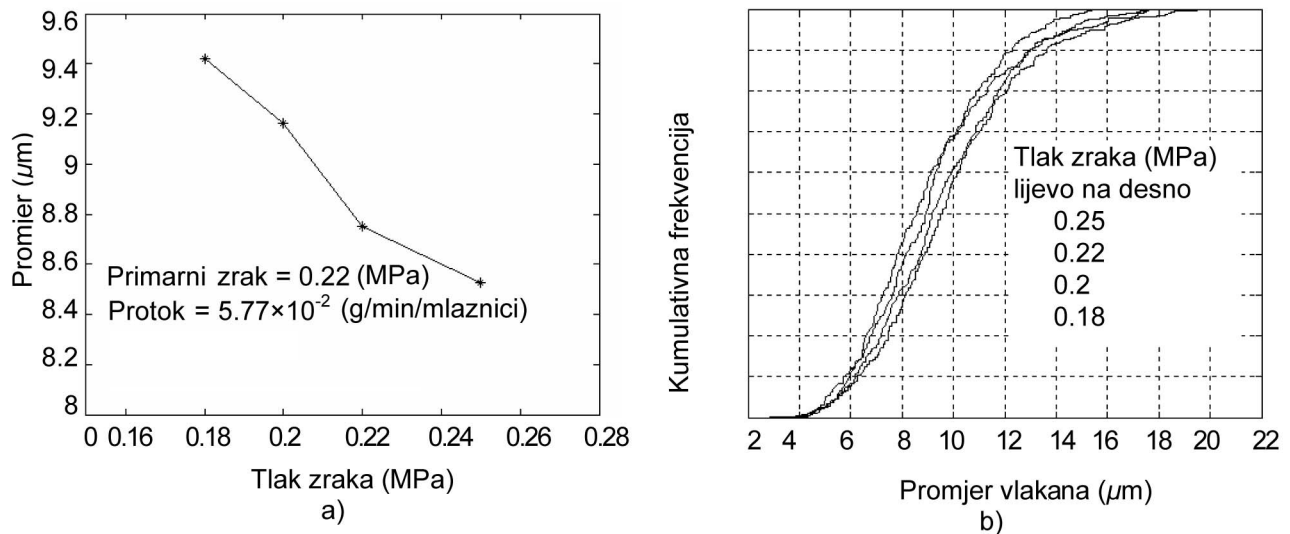 9.6
9.4
9.2
9
8.8
8.6
8.4
8.2
8
Promjer (µm)
Primarni zrak = 0.22 (MPa)
Protok = 5.77×10⁻² (g/min/mlaznici)
0 0.16 0.18 0.2 0.22 0.24 0.26 0.28
Tlak zraka (MPa)
a)
Kumulativna frekvencija
Tlak zraka (MPa)
lijevo na desno
0.25
0.22
0.2
0.18
2 4 6 8 10 12 14 16 18 20 22
Promjer vlakana (µm)
b)